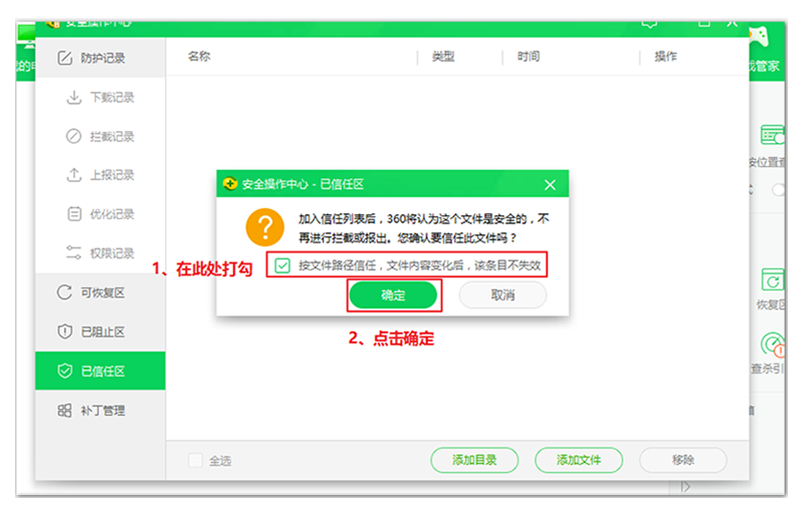 安全操作中心
防护记录
名称
类型
时间
操作
下载记录
拦截记录
上报记录
优化记录
权限记录
可恢复区
已阻止区
已信任区
补丁管理
安全操作中心 - 已信任区
加入信任列表后，360将认为这个文件是安全的，不
再进行拦截或报出。您确认要信任此文件吗？
按文件路径信任，文件内容变化后，该条目不失效
确定
取消
1、在此处打勾
2、点击确定
全选
添加目录
添加文件
移除
管家
按位置查
恢复区
查杀引